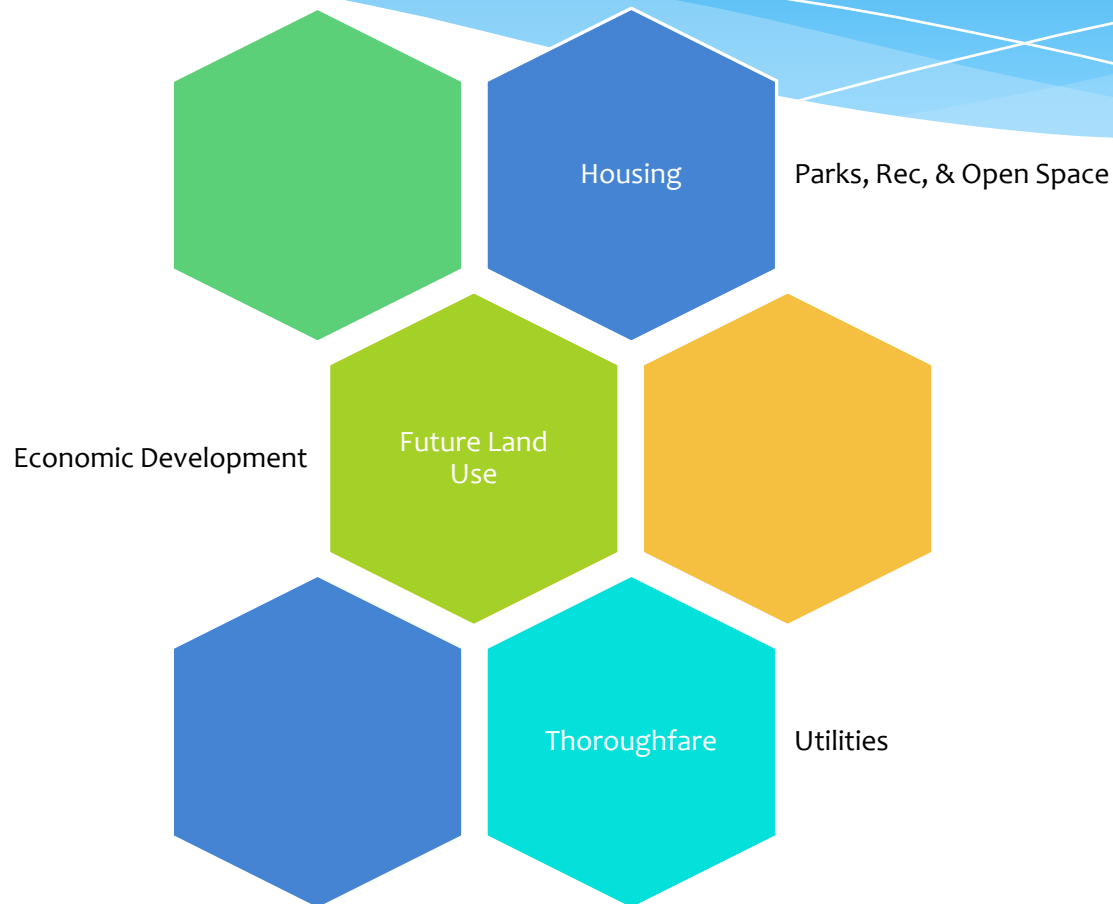 Housing
Parks, Rec, & Open Space
Economic Development
Future Land
Use
Thoroughfare
Utilities